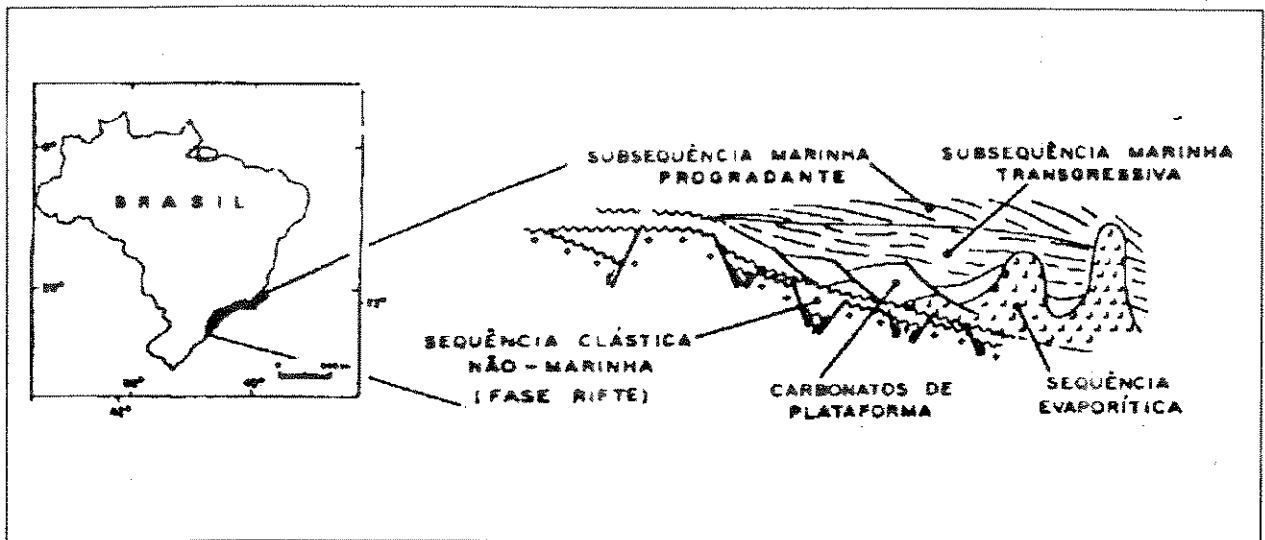 BRASIL
SUBSEQUÊNCIA MARINHA
PROGRADANTE
SUBSEQUÊNCIA MARINHA
TRANSGRESSIVA
SEQUÊNCIA CLÁSTICA
NÃO-MARINHA
(FASE RIFTE)
CARBONATOS DE
PLATAFORMA
SEQUÊNCIA
EVAPORÍTICA